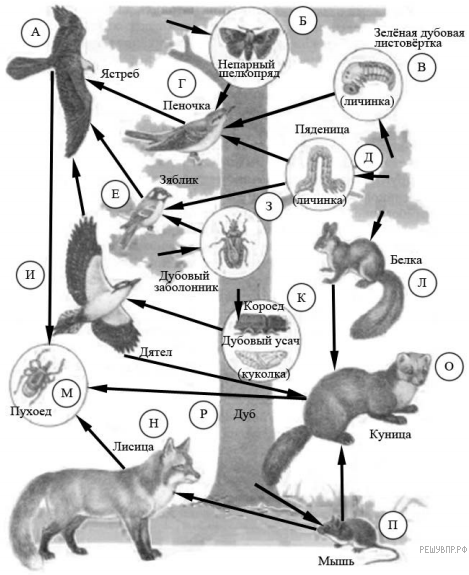 А
Б
Непарный
шелкопряд
Зелёная дубовая
листовёртка
В
(личинка)
Ястреб
Г
Пеночка
Пяденица
Д
(личинка)
Зяблик
Е
З
Дубовый
заболонник
Белка
Л
И
К
Короед
Дубовый усач
(куколка)
Дятел
О
М
Пухоед
Н
Р
Дуб
Куница
Лисица
П
Мышь
РЕШУВПР.РФ